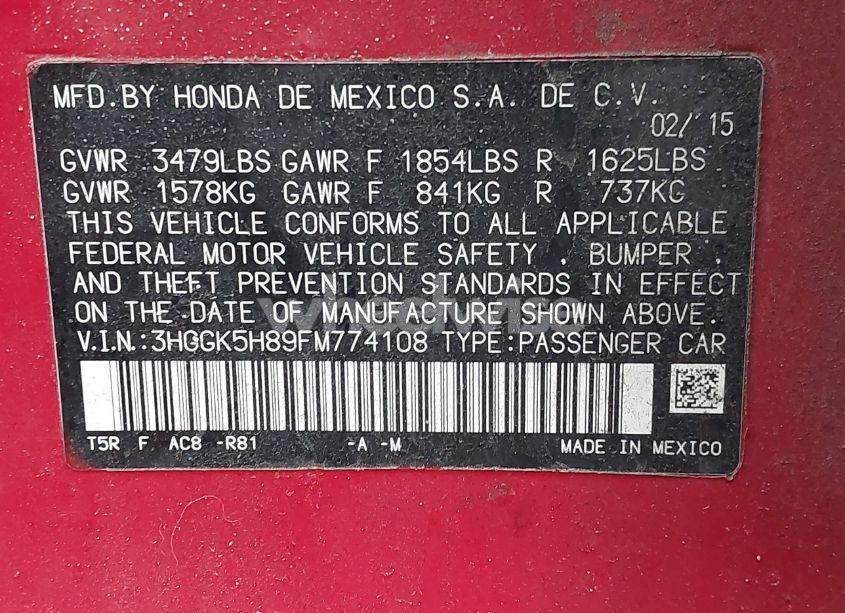 MFD.BY HONDA DE MEXICO S.A. DE C.V.
02/ 15
GVWR 3479LBS GAWR F 1854LBS R 1625LBS
GVWR 1578KG GAWR F 841KG R 737KG
THIS VEHICLE CONFORMS TO ALL APPLICABLE
FEDERAL MOTOR VEHICLE SAFETY , BUMPER ,
AND THEFT PREVENTION STANDARDS IN EFFECT
ON THE DATE OF MANUFACTURE SHOWN ABOVE.
V.I.N.:3HGGK5H89FM774108 TYPE:PASSENGER CAR
T5R F AC8 -R81 -A -M MADE IN MEXICO